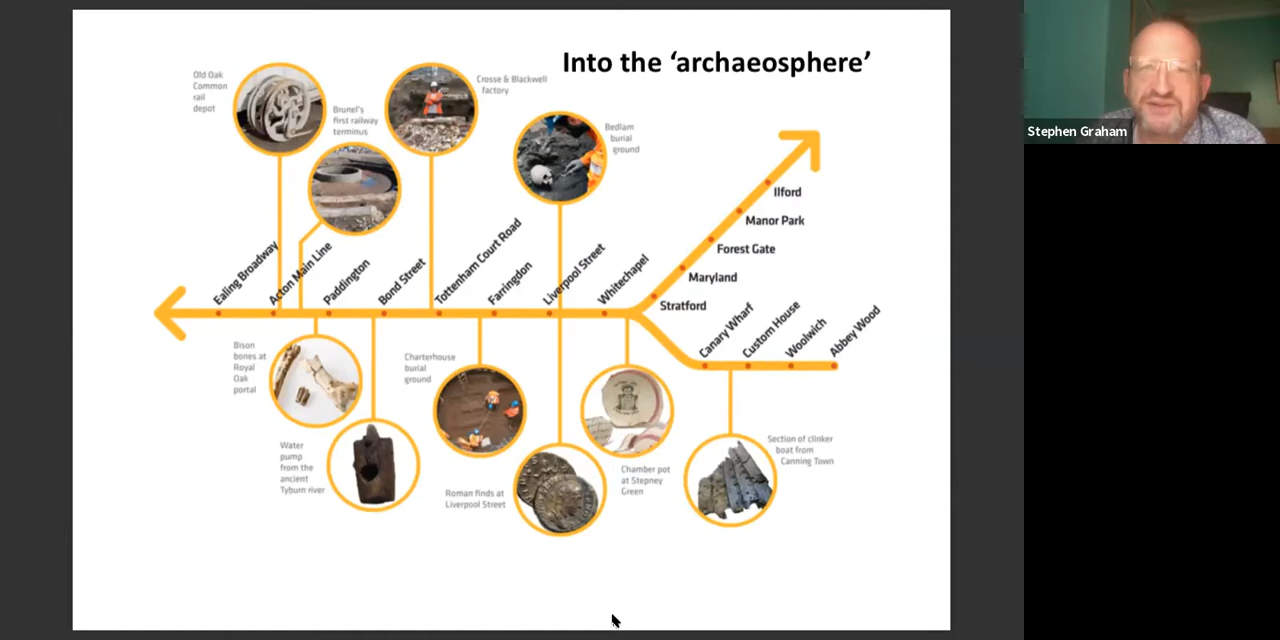 Into the ‘archaeosphere’
Stephen Graham
Old Oak
Common
rail
depot
Brunel's
first railway
terminus
Crosse & Blackwell
factory
Bedlam
burial
ground
Ealing Broadway
Acton Main Line
Paddington
Bond Street
Tottenham Court Road
Farringdon
Liverpool Street
Whitechapel
Stratford
Maryland
Forest Gate
Manor Park
Ilford
Canary Wharf
Custom House
Woolwich
Abbey Wood
Bison
bones at
Royal
Oak
portal
Water
pump
from the
ancient
Tyburn river
Charterhouse
burial
ground
Roman finds at
Liverpool Street
Chamber pot
at Stepney
Green
Section of clinker
boat from
Canning Town